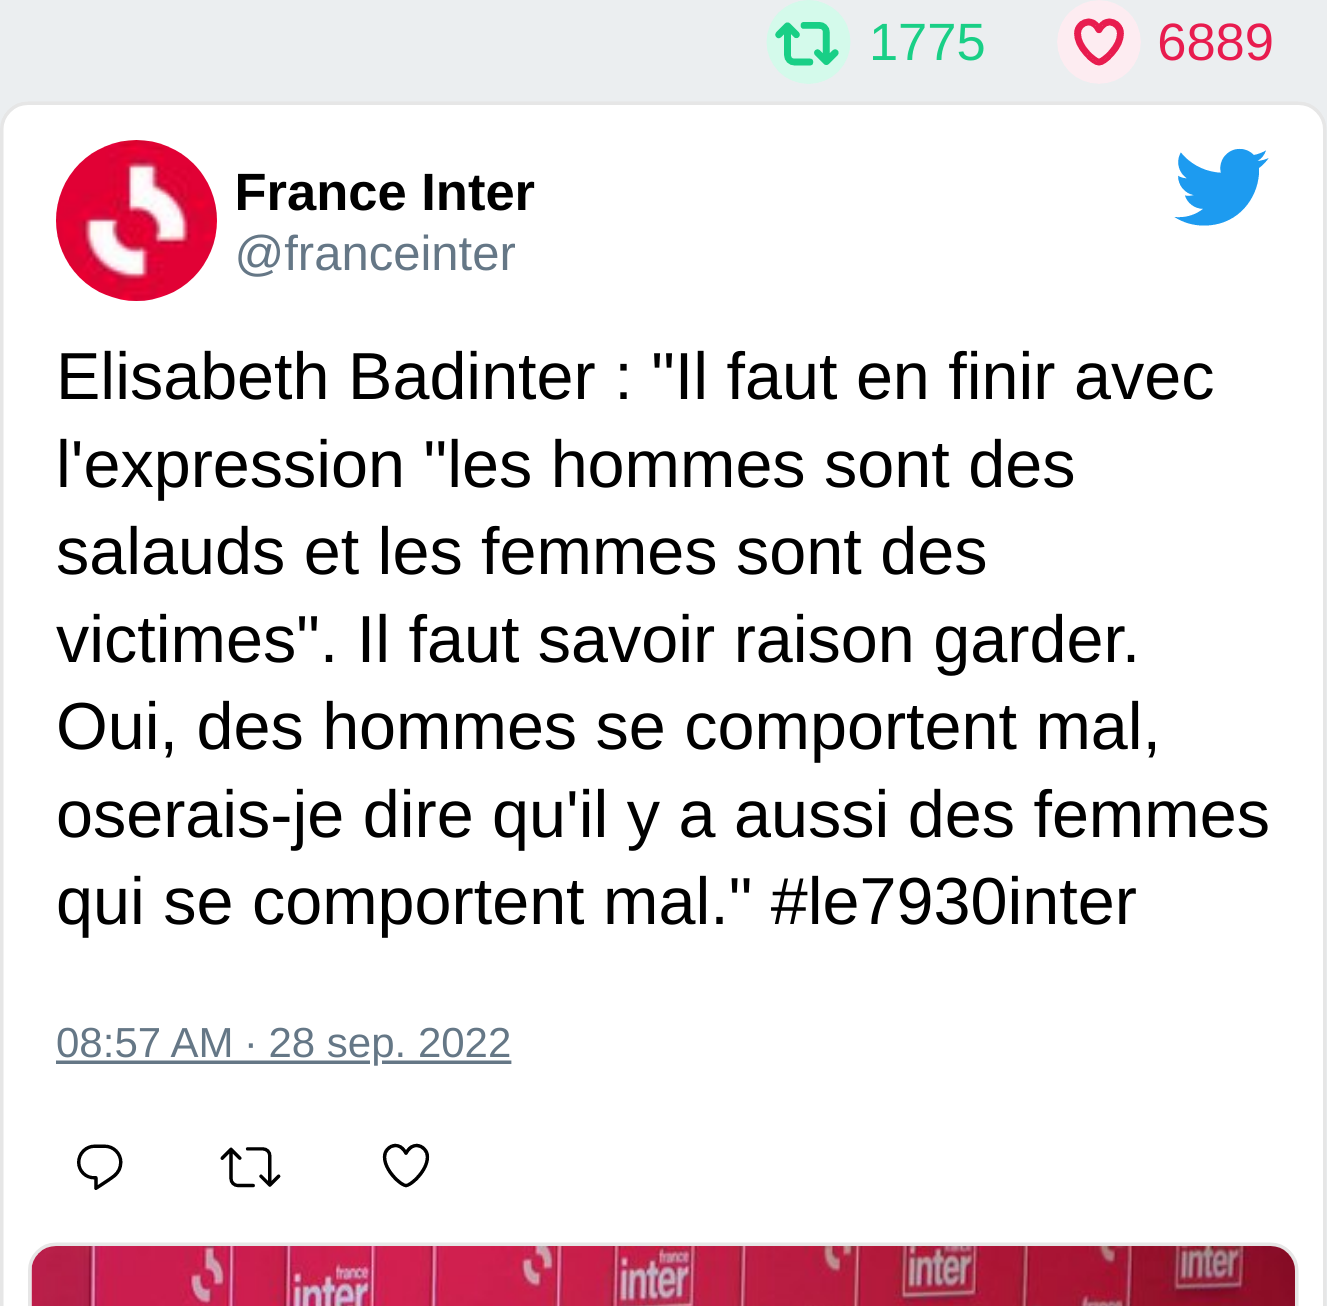 1775 6889
France Inter
@franceinter
Elisabeth Badinter : "Il faut en finir avec
l'expression "les hommes sont des
salauds et les femmes sont des
victimes". Il faut savoir raison garder.
Oui, des hommes se comportent mal,
oserais-je dire qu'il y a aussi des femmes
qui se comportent mal." #le7930inter
08:57 AM · 28 sep. 2022
france
inter
france
inter
inter
inter